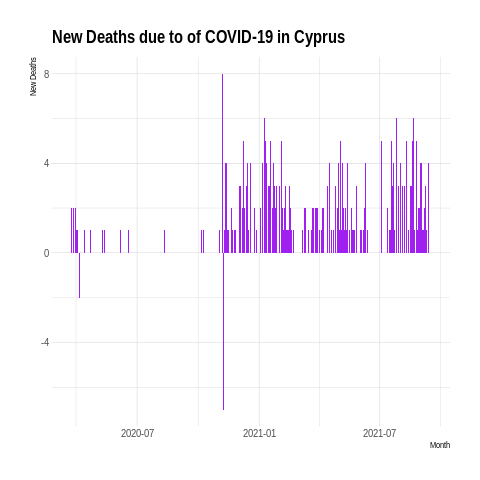 New Deaths due to of COVID-19 in Cyprus
New Deaths
8
4
0
-4
2020-07 2021-01 2021-07
Month